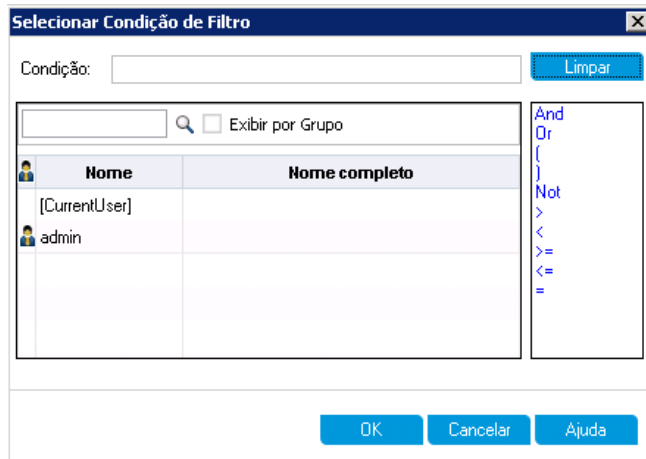 Selecionar Condição de Filtro
Condição:
Limpar
Exibir por Grupo
Nome Nome completo
[CurrentUser]
admin
And
Or
(
)
Not
>
<
>=
<=
=
OK Cancelar Ajuda